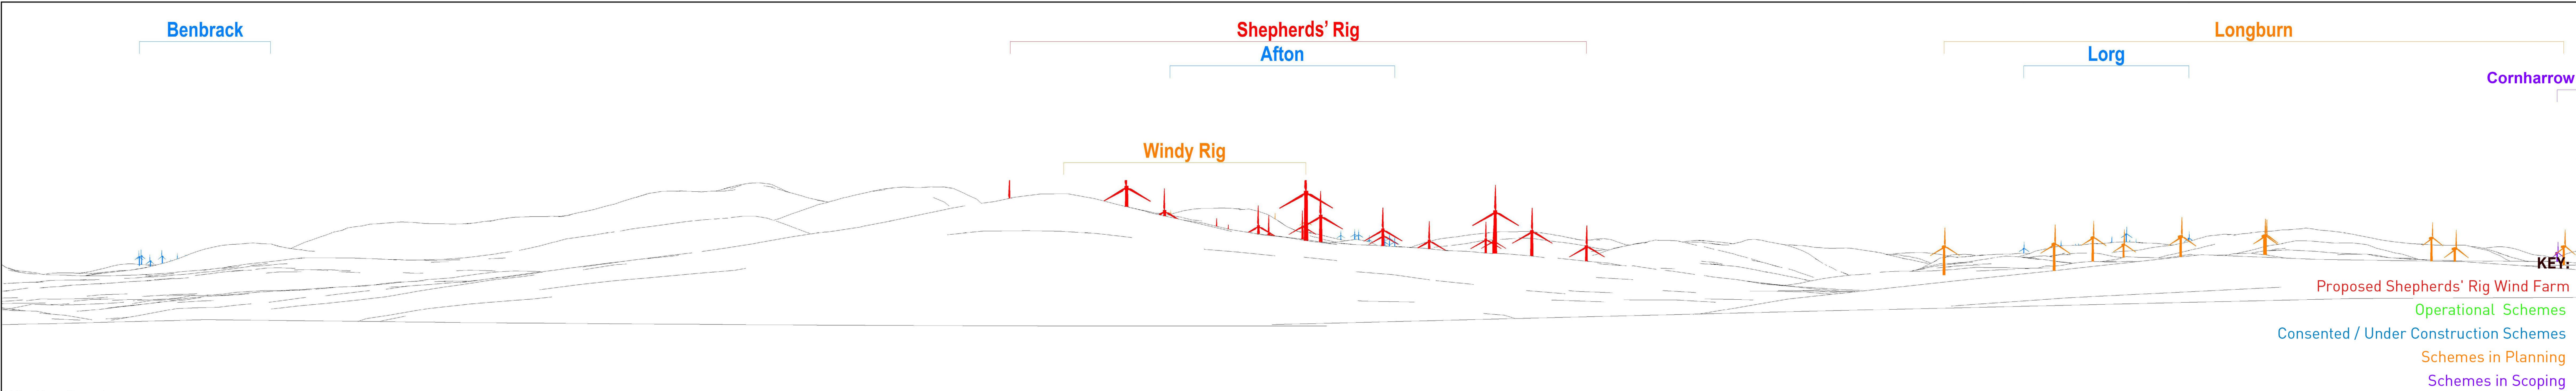 Benbrack
Shepherds’ Rig
Longburn
Afton
Lorg
Cornharrow
Windy Rig
KEY:
Proposed Shepherds' Rig Wind Farm
Operational Schemes
Consented / Under Construction Schemes
Schemes in Planning
Schemes in Scoping